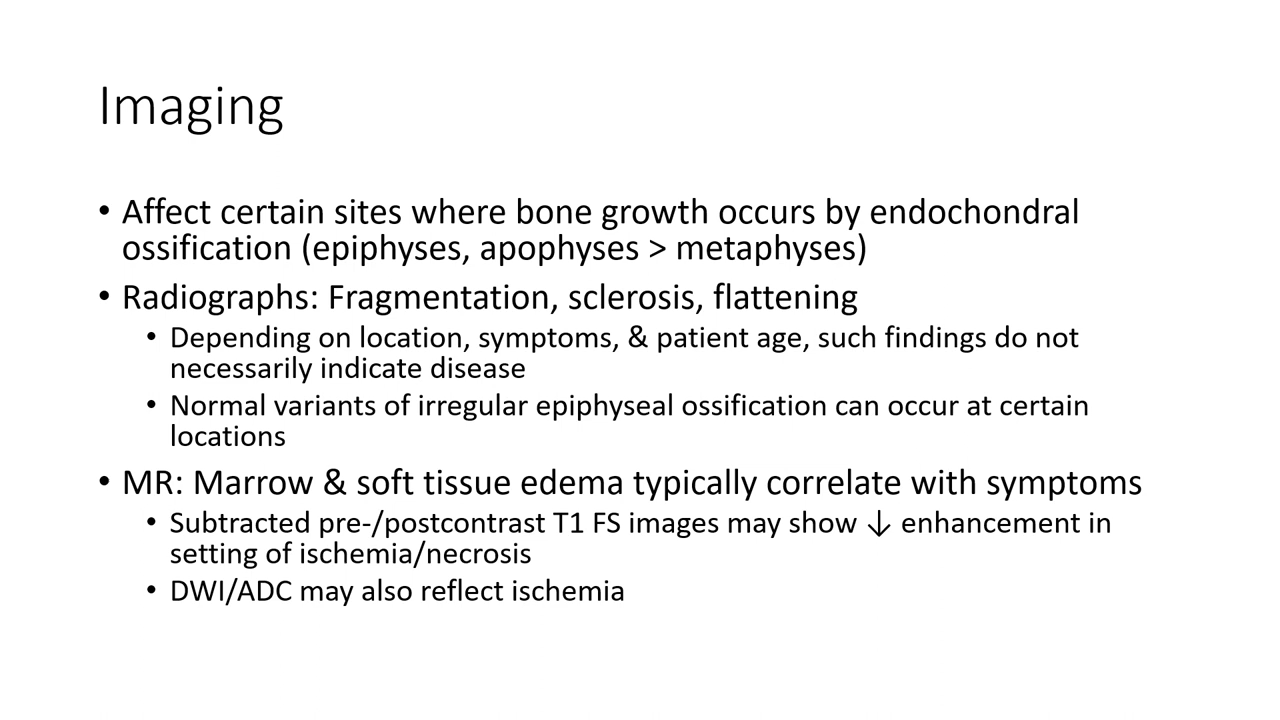 Imaging
• Affect certain sites where bone growth occurs by endochondral
ossification (epiphyses, apophyses > metaphyses)
• Radiographs: Fragmentation, sclerosis, flattening
• Depending on location, symptoms, & patient age, such findings do not
necessarily indicate disease
• Normal variants of irregular epiphyseal ossification can occur at certain
locations
• MR: Marrow & soft tissue edema typically correlate with symptoms
• Subtracted pre-/postcontrast T1 FS images may show ↓ enhancement in
setting of ischemia/necrosis
• DWI/ADC may also reflect ischemia